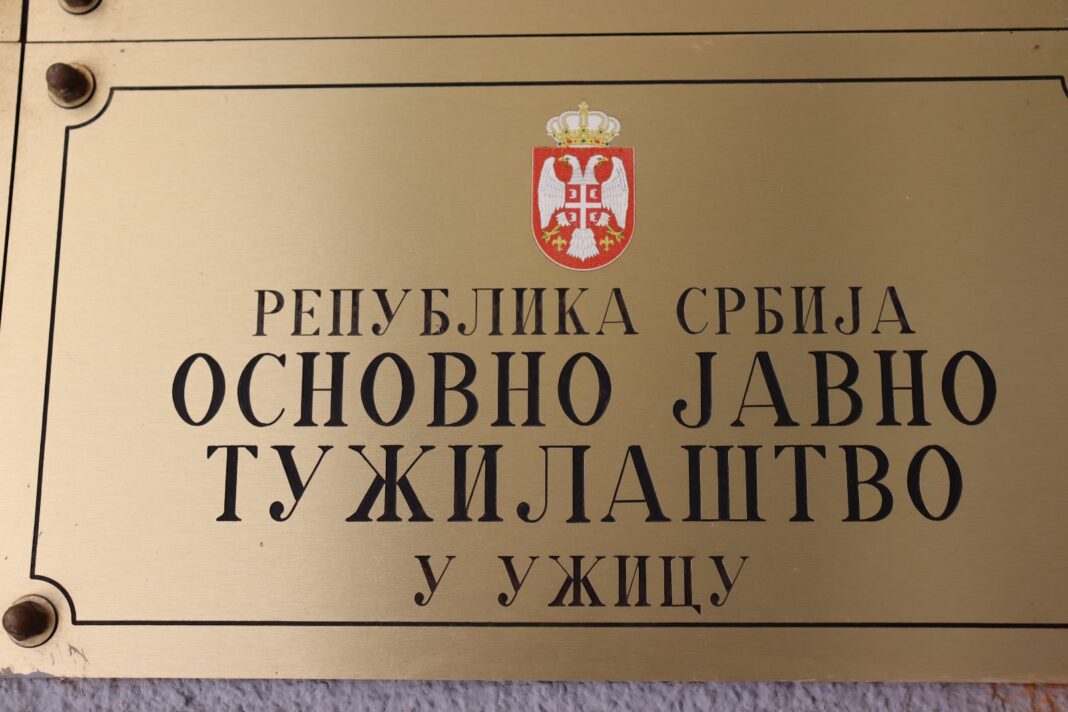 РЕПУБЛИКА СРБИЈА
ОСНОВНО ЈАВНО
ТУЖИЛАШТВО
У УЖИЦУ